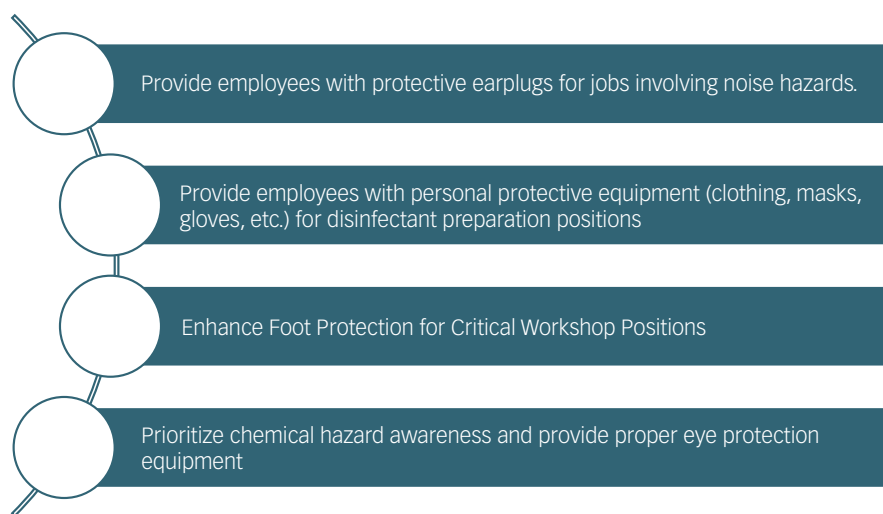 Provide employees with protective earplugs for jobs involving noise hazards.
Provide employees with personal protective equipment (clothing, masks,
gloves, etc.) for disinfectant preparation positions
Enhance Foot Protection for Critical Workshop Positions
Prioritize chemical hazard awareness and provide proper eye protection
equipment